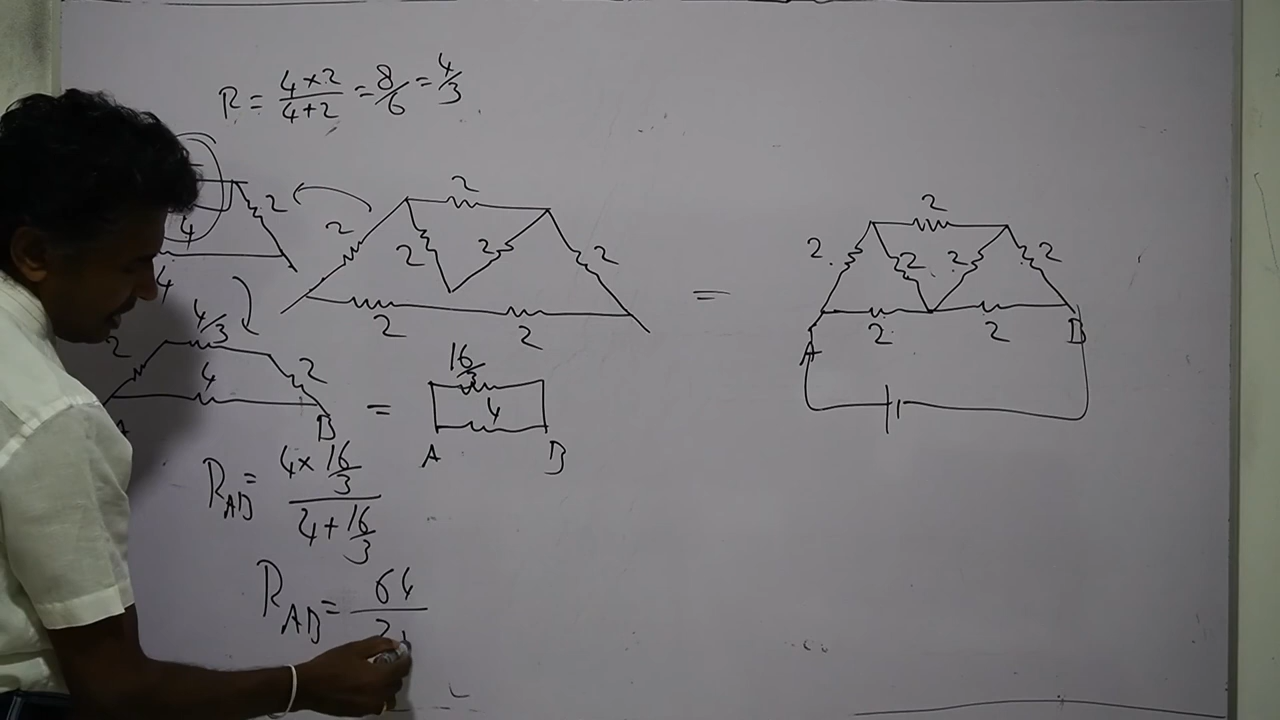 R = 4×2/4+2 = 8/6 = 4/3
2
4
4
2 2 2 2 2
2 2
=
2
2 2 2 2
2 2
A B
4/3
2 2
4
B
=
16/3
4
A B
R_AB = 4×16/3 / 4+16/3
R_AB = 64/